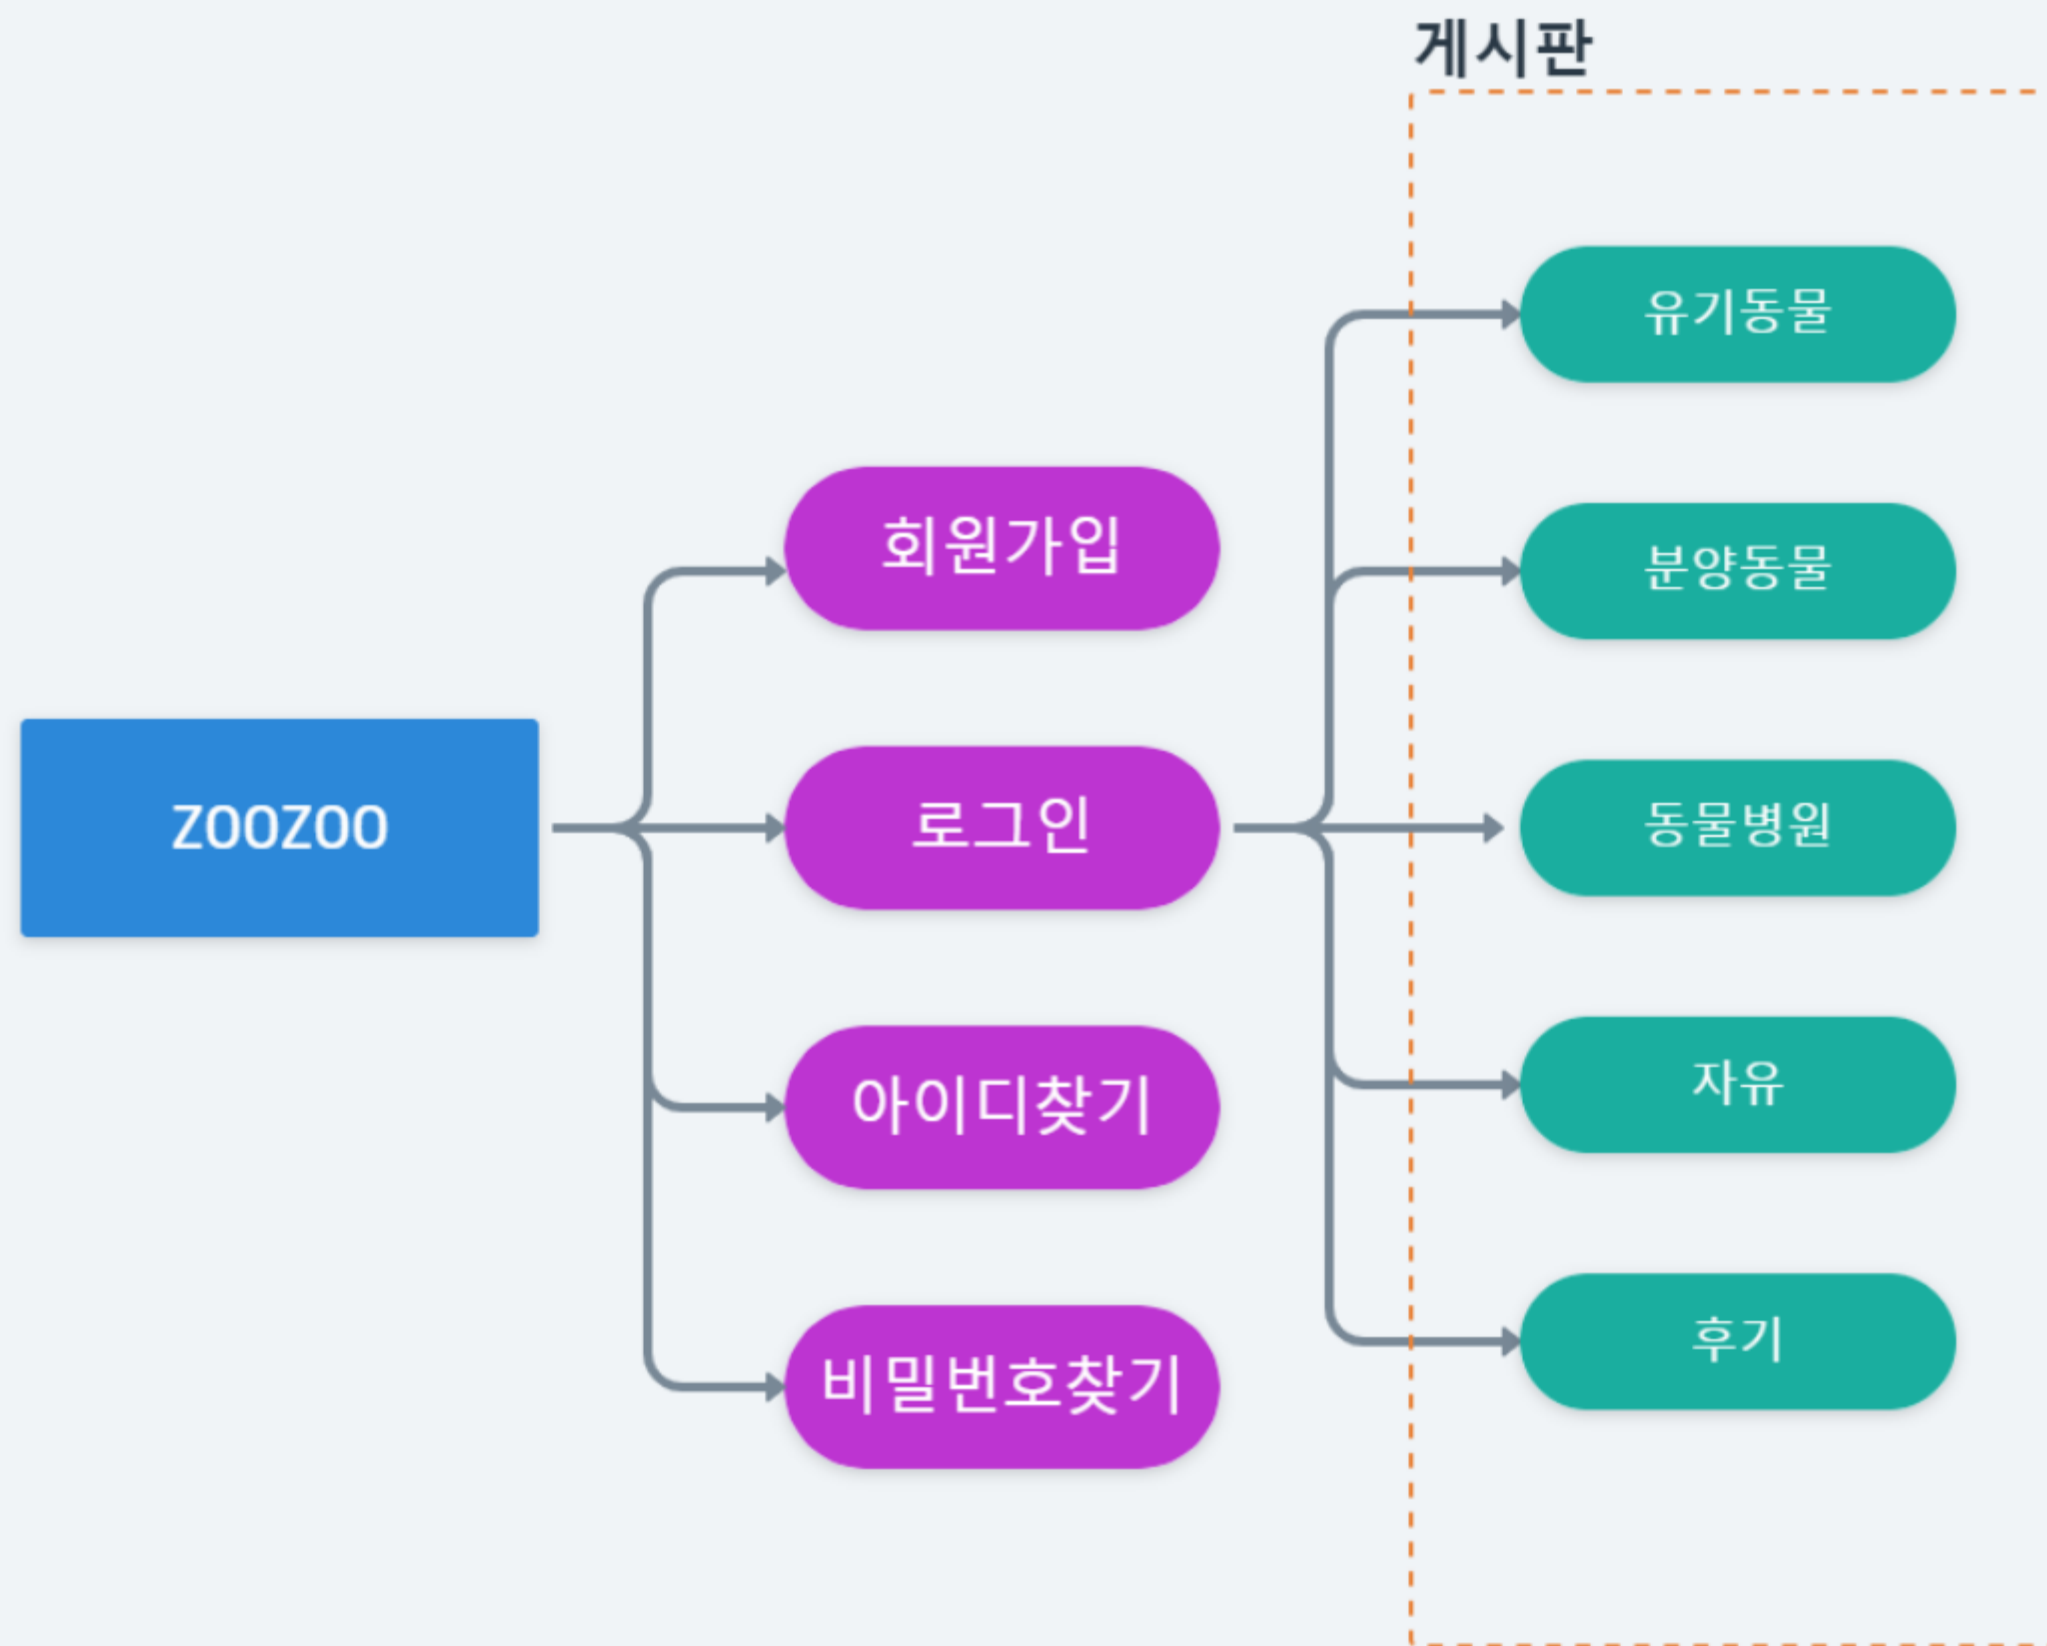 게시판
zoozoo
회원가입
로그인
아이디찾기
비밀번호찾기
유기동물
분양동물
동물병원
자유
후기